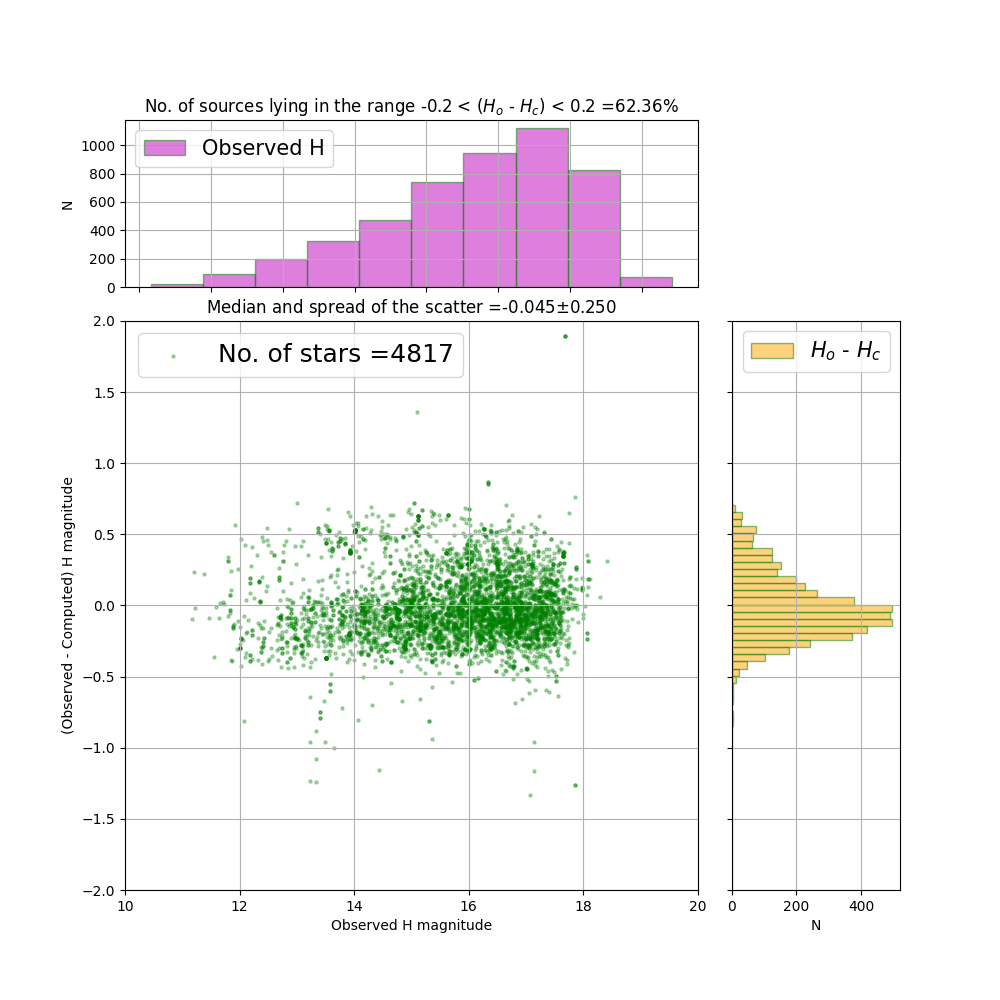 No. of sources lying in the range -0.2 < (H_o - H_c) < 0.2 =62.36%
Observed H
1000
800
600
400
200
0
N
Median and spread of the scatter =-0.045±0.250
No. of stars =4817
2.0
1.5
1.0
0.5
0.0
−0.5
−1.0
−1.5
−2.0
(Observed - Computed) H magnitude
10 12 14 16 18 20
Observed H magnitude
H_o - H_c
0 200 400
N